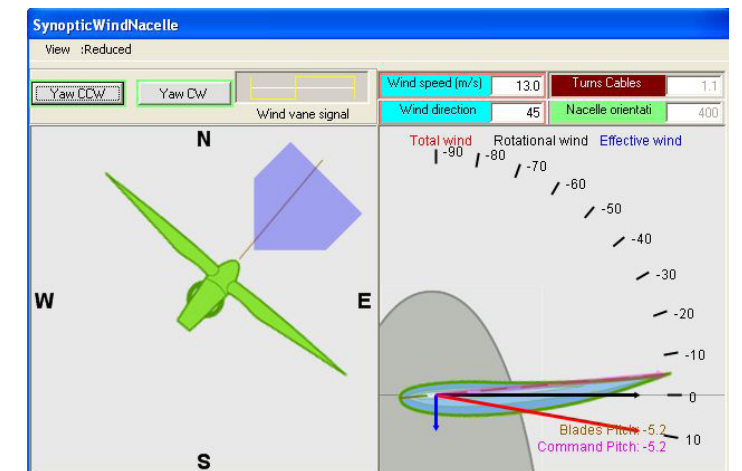 SynopticWindNacelle
View :Reduced
Yaw CCW
Yaw CW
Wind vane signal
Wind speed (m/s) 13.0
Turns Cables 1.1
Wind direction 45
Nacelle orientati 400
N
W
E
S
Total wind
Rotational wind
Effective wind
-90
-80
-70
-60
-50
-40
-30
-20
-10
0
10
Blades Pitch: -5.2
Command Pitch: -5.2